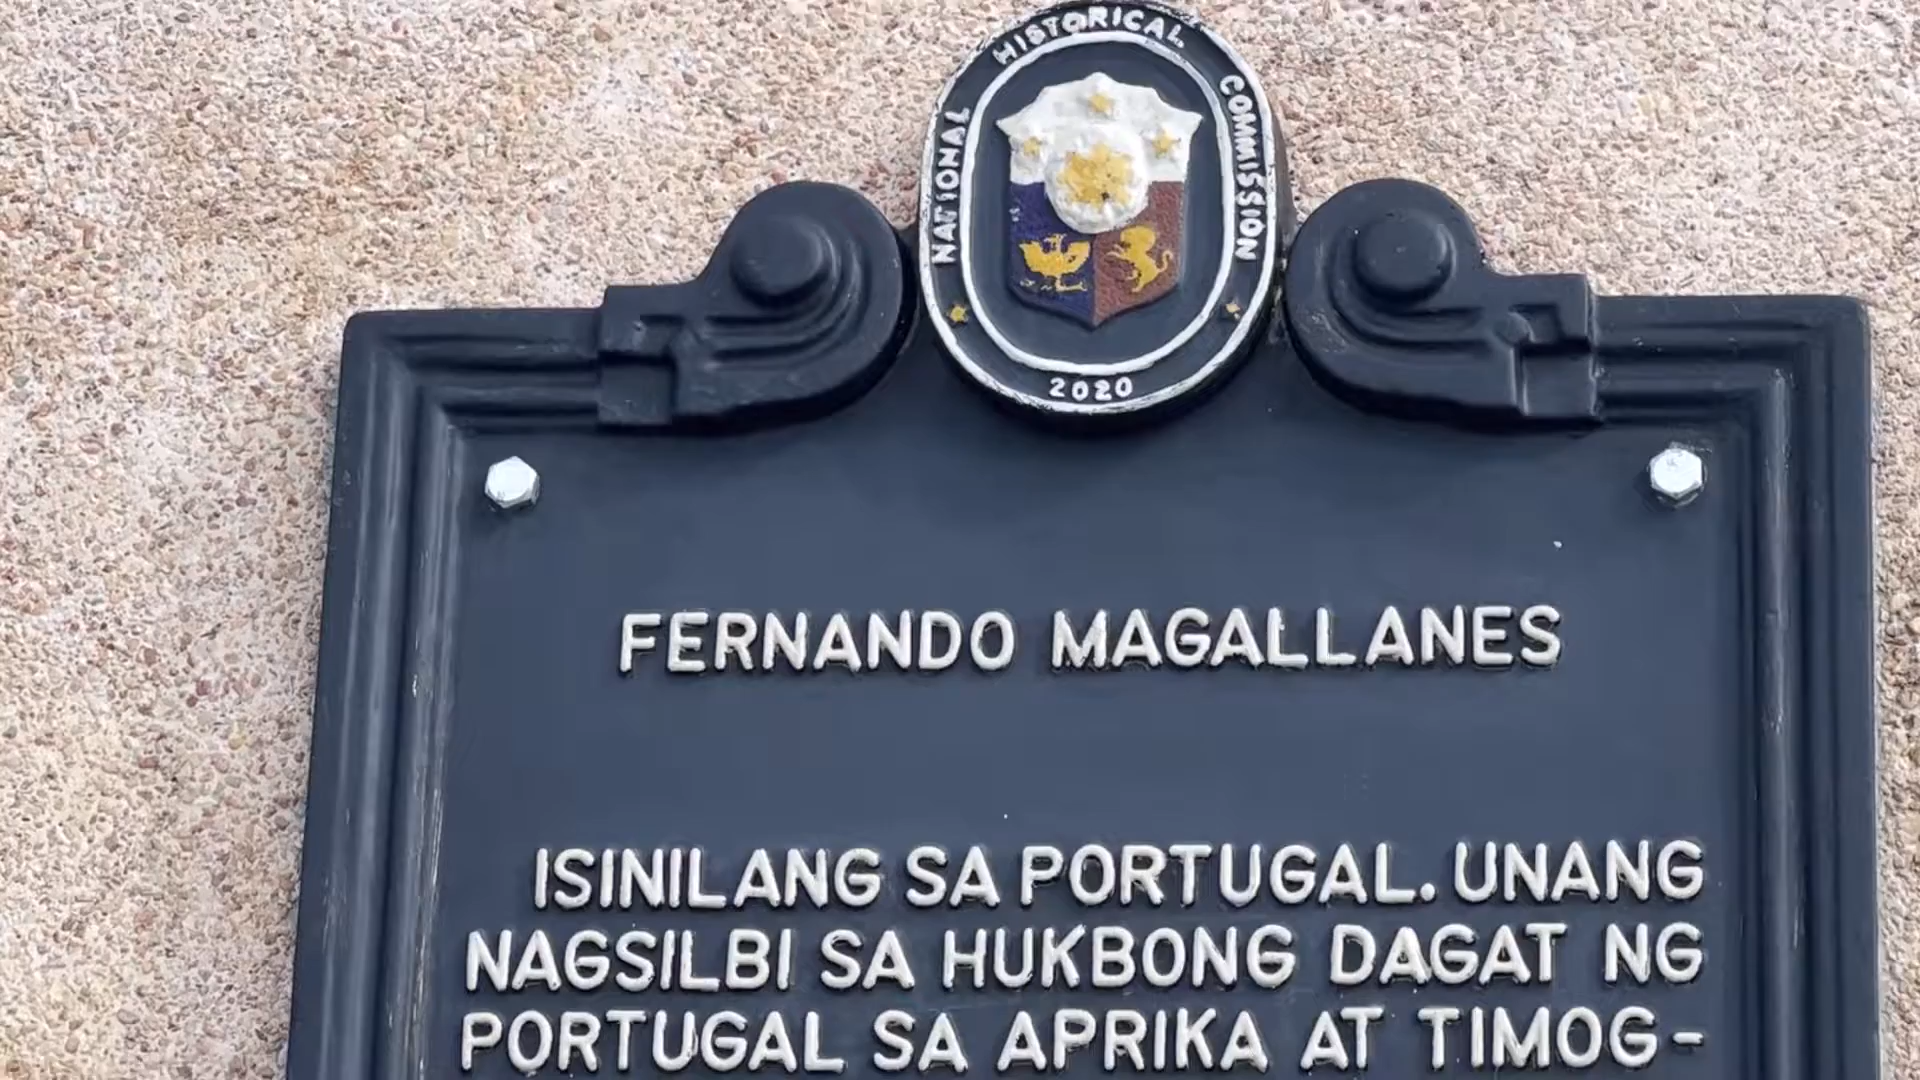 NATIONAL HISTORICAL COMMISSION
2020
FERNANDO MAGALLANES
ISINILANG SA PORTUGAL. UNANG
NAGSILBI SA HUKBONG DAGAT NG
PORTUGAL SA APRIKA AT TIMOG-